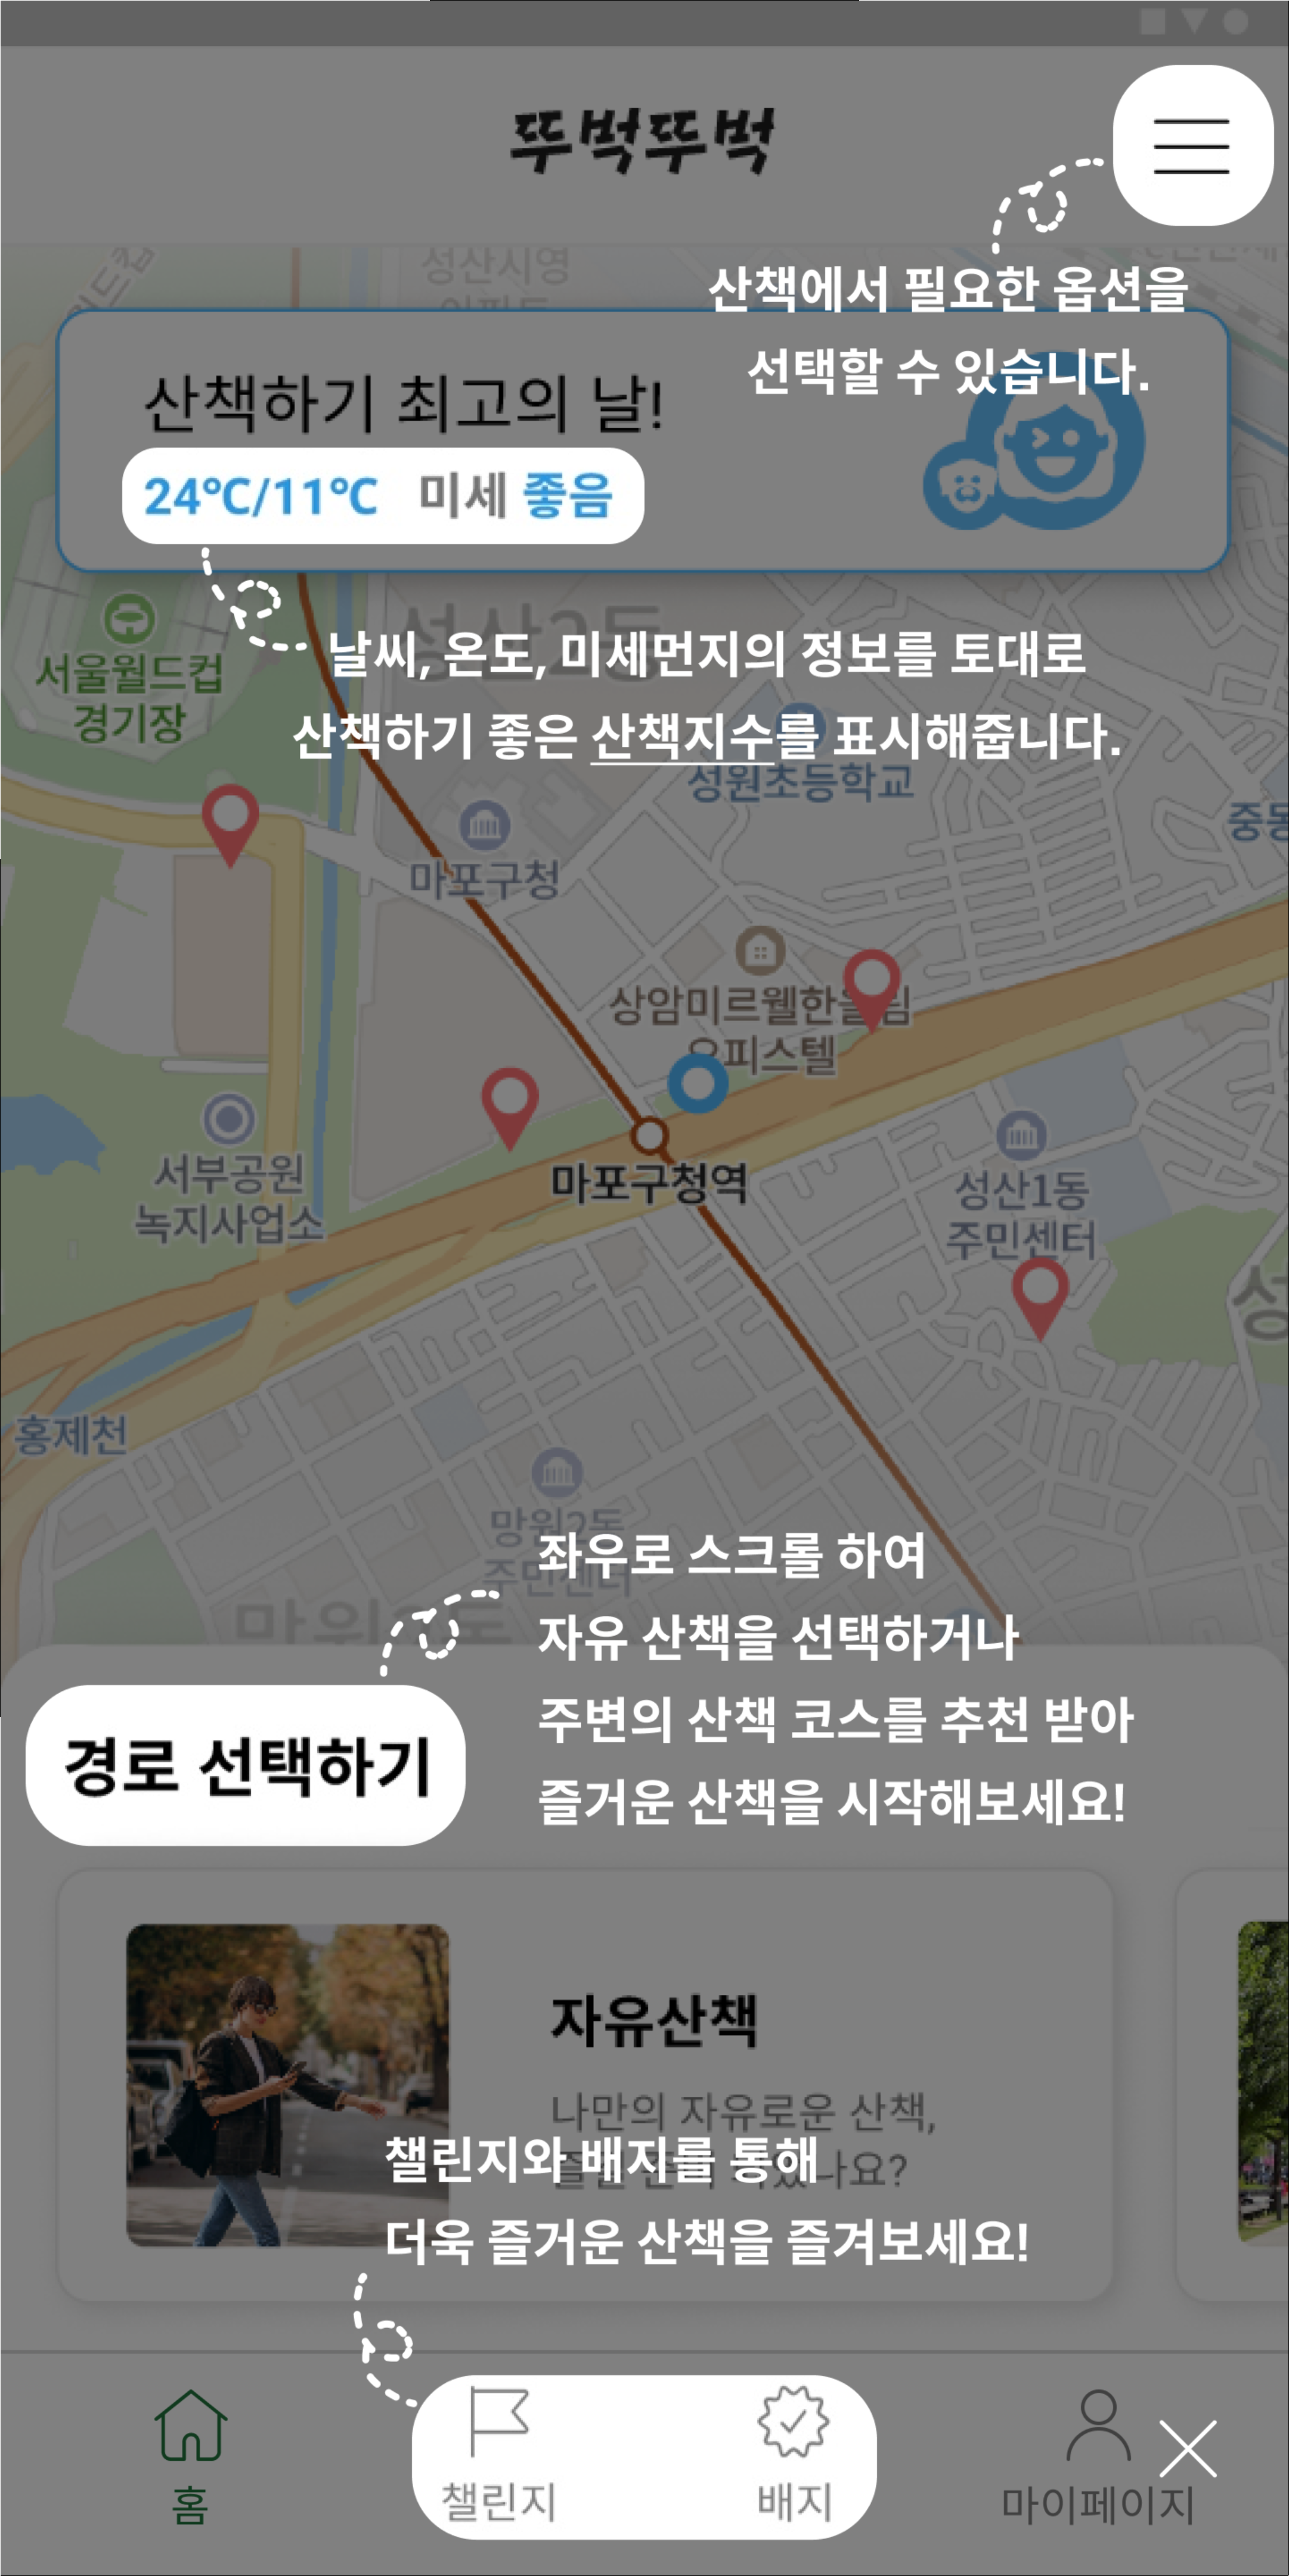 뚜벅뚜벅
성산시영
산책에서 필요한 옵션을
선택할 수 있습니다.
산책하기 최고의 날!
24°C/11°C 미세 좋음
성산2동
서울월드컵
경기장
날씨, 온도, 미세먼지의 정보를 토대로
산책하기 좋은 산책지수를 표시해줍니다.
성원초등학교
마포구청
상암미르웰한올림
오피스텔
마포구청역
서부공원
녹지사업소
성산1동
주민센터
홍제천
망원2동
주민센터
좌우로 스크롤 하여
자유 산책을 선택하거나
주변의 산책 코스를 추천 받아
즐거운 산책을 시작해보세요!
경로 선택하기
자유산책
나만의 자유로운 산책,
챌린지와 배지를 통해
더욱 즐거운 산책을 즐겨보세요!
홈
챌린지
배지
마이페이지